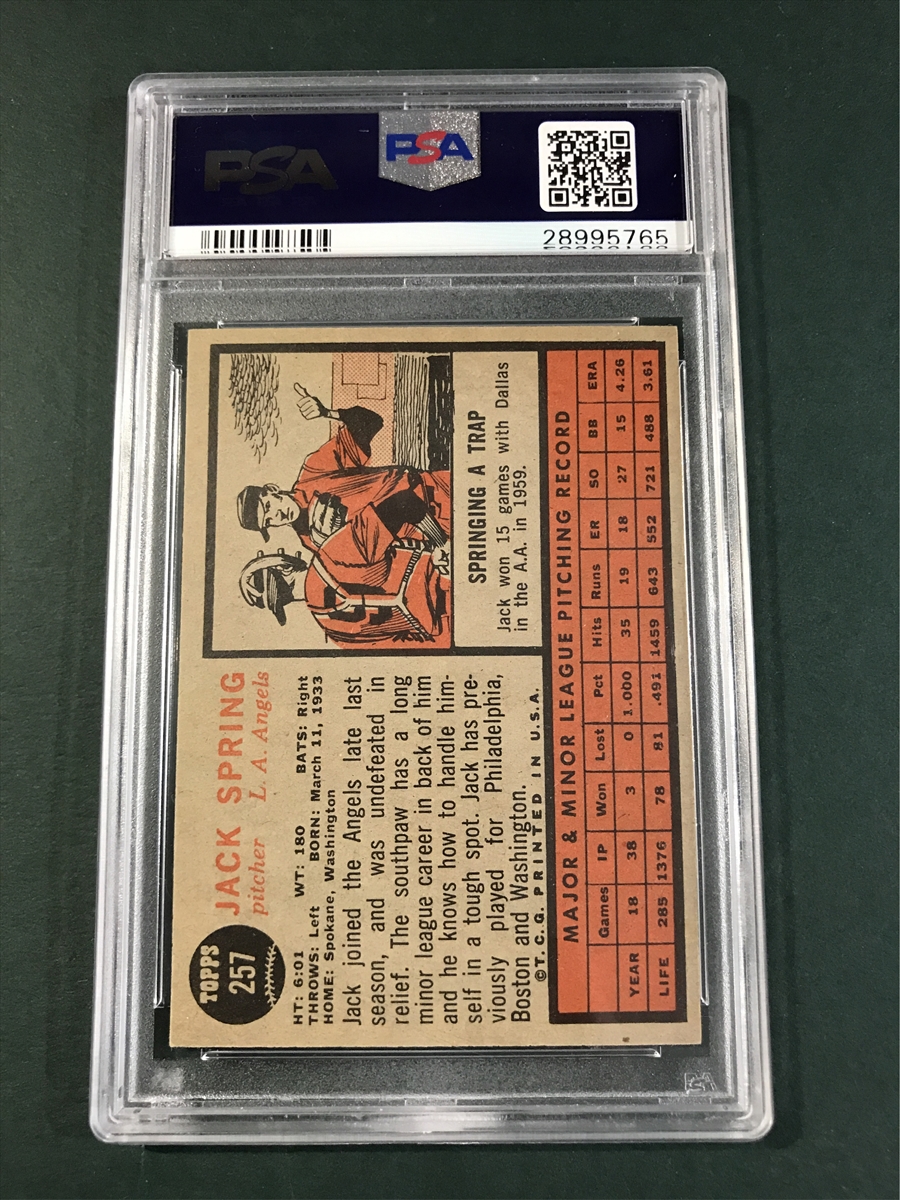 PSA
PSA
28995765
TOPPS
257
JACK SPRING
pitcher L. A. Angels
HT: 6:01 WT: 180 BATS: Right
THROWS: Left BORN: March 11, 1933
HOME: Spokane, Washington
Jack joined the Angels late last
season, and was undefeated in
relief. The southpaw has a long
minor league career in back of him
and he knows how to handle him-
self in a tough spot. Jack has pre-
viously played for Philadelphia,
Boston and Washington.
©T. C. G. PRINTED IN U.S.A.
SPRINGING A TRAP
Jack won 15 games with Dallas
in the A.A. in 1959.
MAJOR & MINOR LEAGUE PITCHING RECORD
Games IP Won Lost Pct Hits Runs ER SO BB ERA
YEAR 18 38 3 0 1.000 35 19 18 27 15 4.26
LIFE 285 1376 78 81 .491 1459 643 552 721 488 3.61